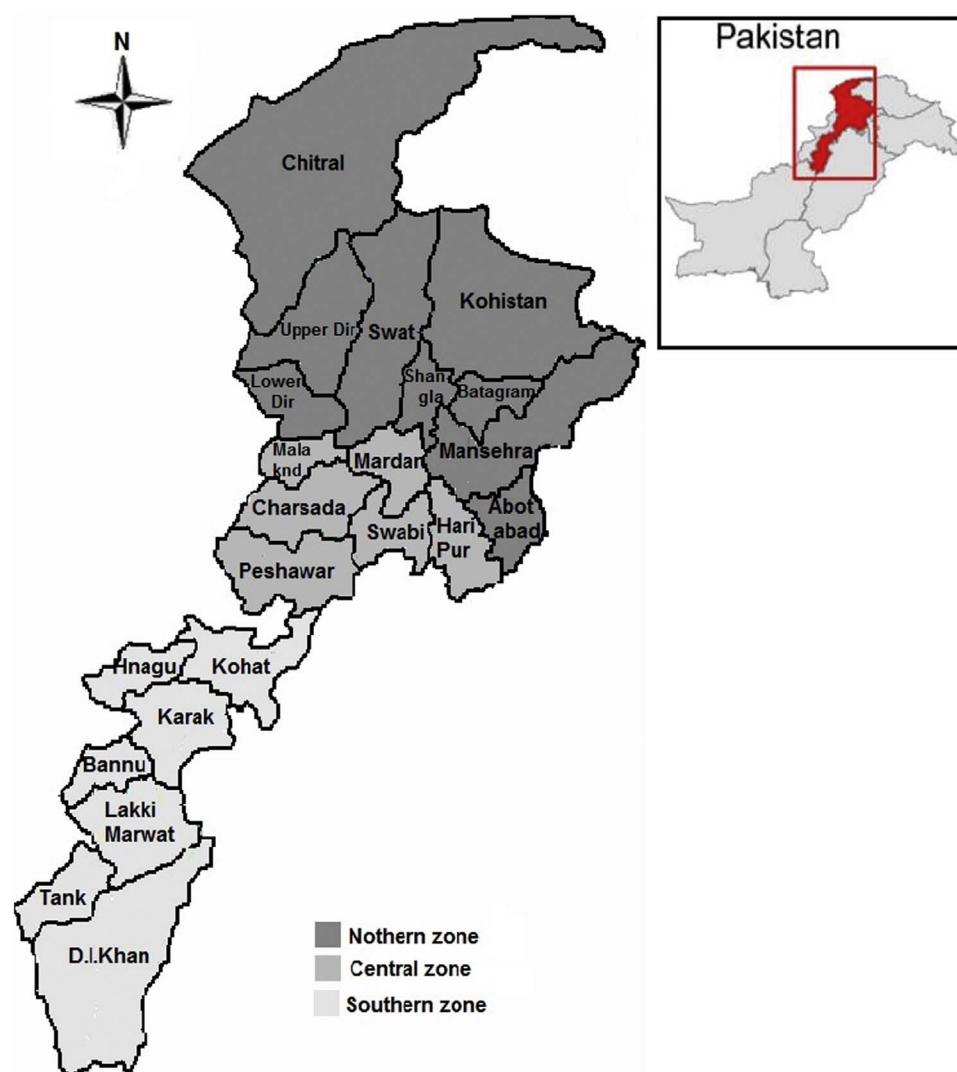 N
Pakistan
Chitral
Kohistan
Upper Dir
Swat
Lower
Dir
Shan
gla
Batagram
Mala
knd
Mardan
Mansehra
Charsada
Swabi
Hari
Pur
Abot
abad
Peshawar
Hnagu
Kohat
Karak
Bannu
Lakki
Marwat
Tank
D.I.Khan
Nothern zone
Central zone
Southern zone